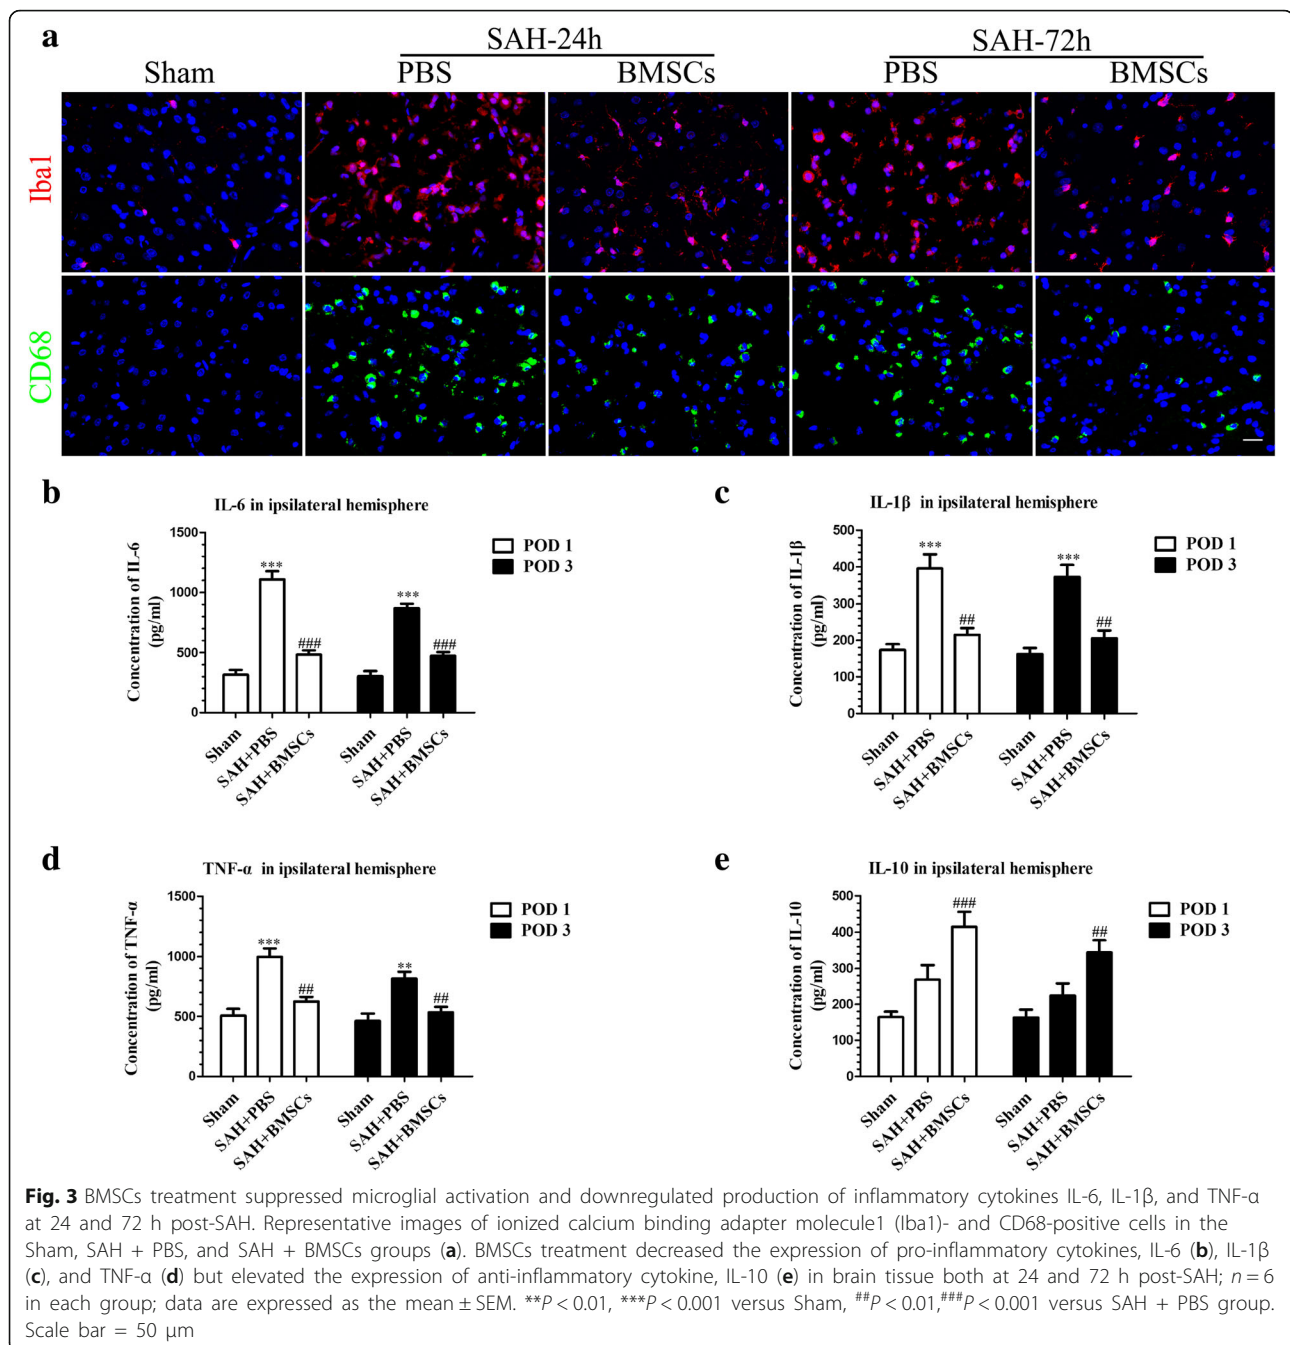 a
SAH-24h
SAH-72h
Sham
PBS
BMSCs
PBS
BMSCs
Iba1
CD68
b
IL-6 in ipsilateral hemisphere
Concentration of IL-6
(pg/ml)
1500
1000
500
0
***
###
***
###
Sham
SAH+PBS
SAH+BMSCs
Sham
SAH+PBS
SAH+BMSCs
POD 1
POD 3
c
IL-1β in ipsilateral hemisphere
Concentration of IL-1β
(pg/ml)
500
400
300
200
100
0
***
##
***
##
Sham
SAH+PBS
SAH+BMSCs
Sham
SAH+PBS
SAH+BMSCs
POD 1
POD 3
d
TNF-α in ipsilateral hemisphere
Concentration of TNF-α
(pg/ml)
1500
1000
500
0
***
##
**
##
Sham
SAH+PBS
SAH+BMSCs
Sham
SAH+PBS
SAH+BMSCs
POD 1
POD 3
e
IL-10 in ipsilateral hemisphere
Concentration of IL-10
(pg/ml)
500
400
300
200
100
0
###
##
Sham
SAH+PBS
SAH+BMSCs
Sham
SAH+PBS
SAH+BMSCs
POD 1
POD 3
Fig. 3 BMSCs treatment suppressed microglial activation and downregulated production of inflammatory cytokines IL-6, IL-1β, and TNF-α
at 24 and 72 h post-SAH. Representative images of ionized calcium binding adapter molecule1 (Iba1)- and CD68-positive cells in the
Sham, SAH + PBS, and SAH + BMSCs groups (a). BMSCs treatment decreased the expression of pro-inflammatory cytokines, IL-6 (b), IL-1β
(c), and TNF-α (d) but elevated the expression of anti-inflammatory cytokine, IL-10 (e) in brain tissue both at 24 and 72 h post-SAH; n = 6
in each group; data are expressed as the mean ± SEM. **P < 0.01, ***P < 0.001 versus Sham, ##P < 0.01,###P < 0.001 versus SAH + PBS group.
Scale bar = 50 μm